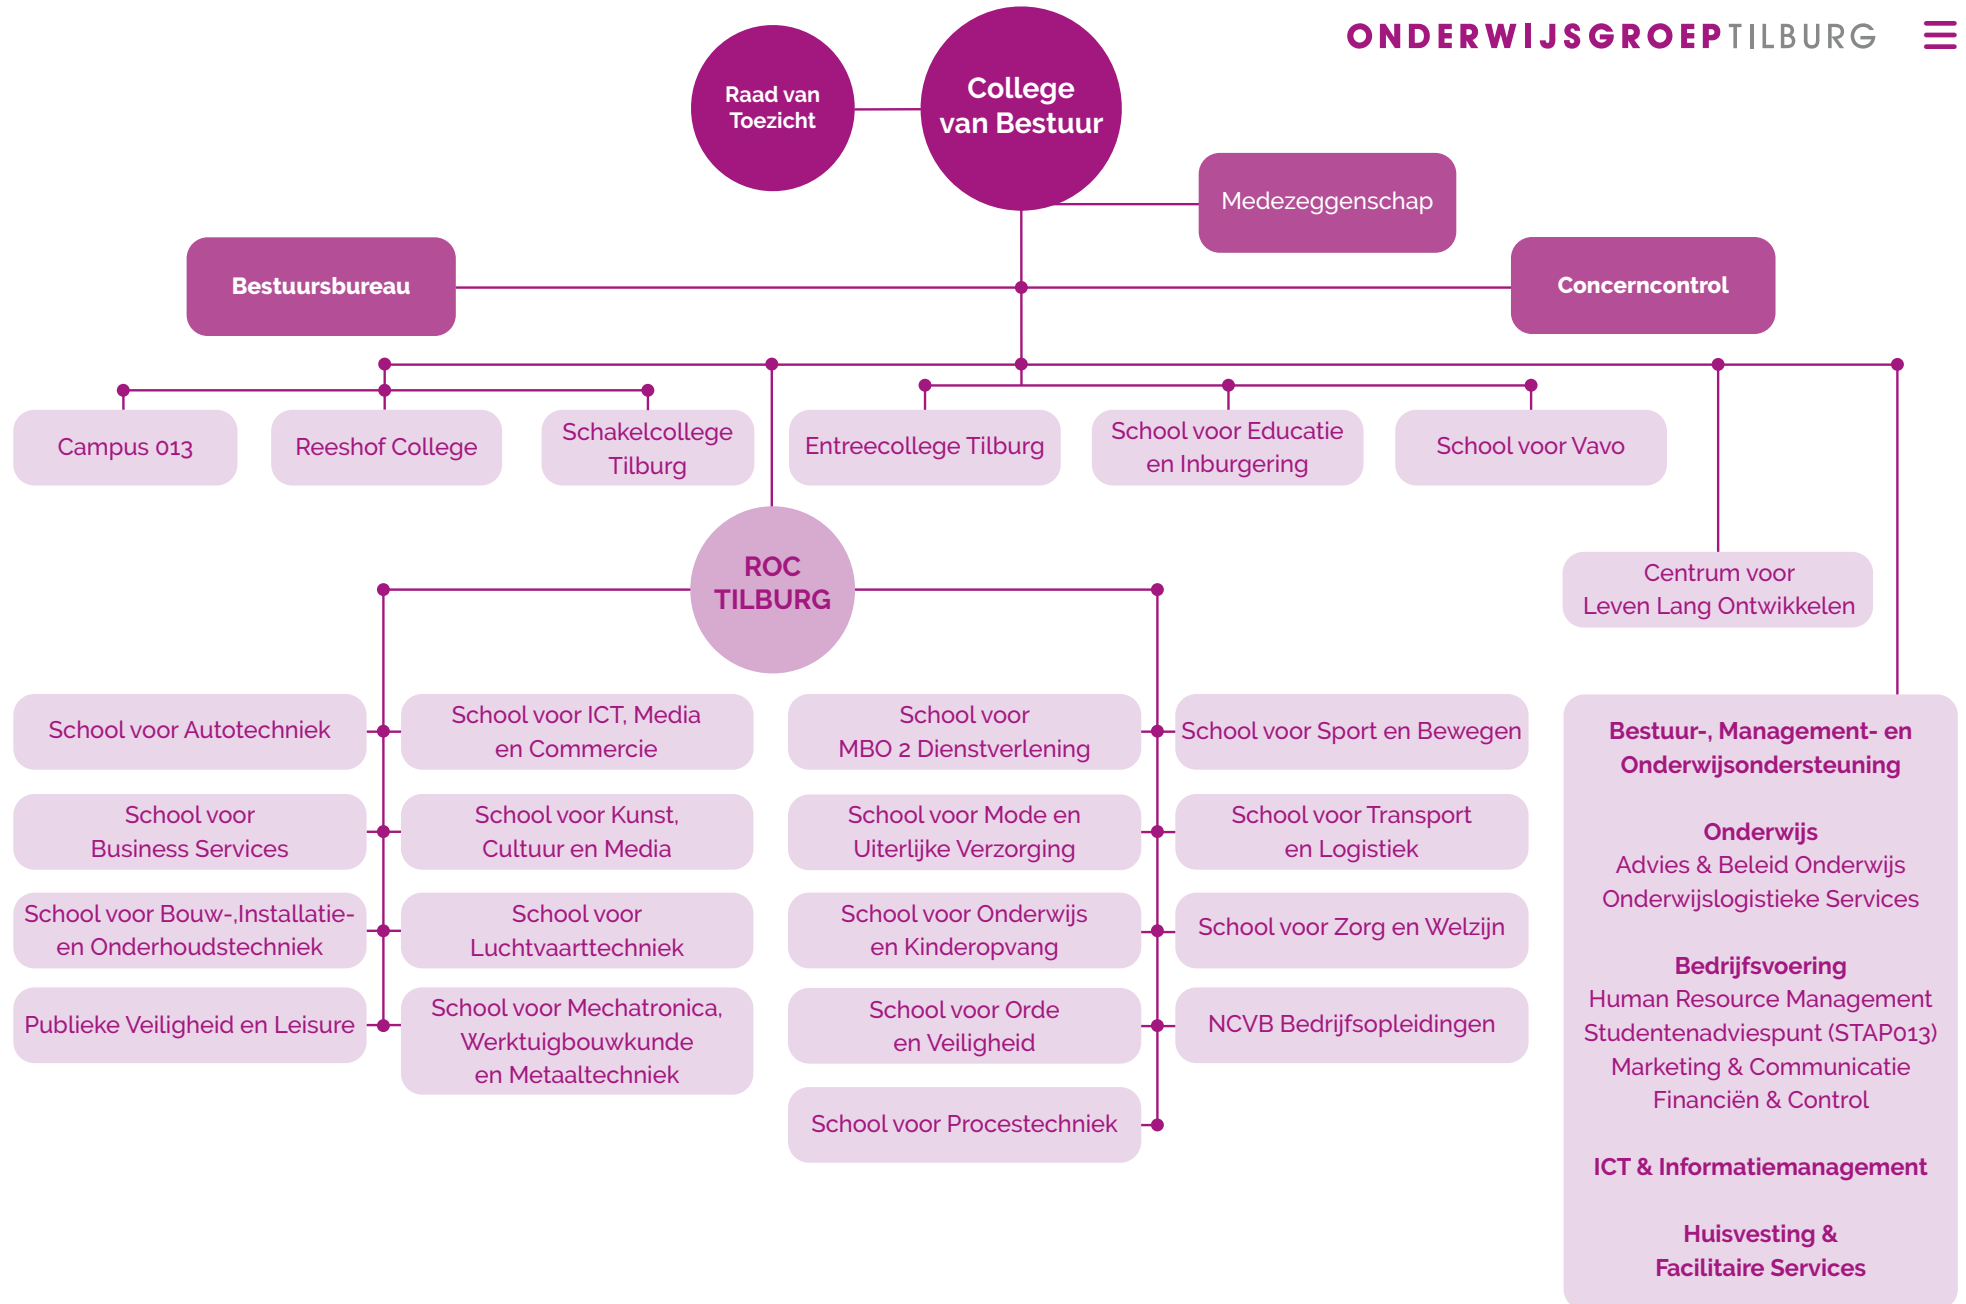 ONDERWIJSGROEPTILBURG
Raad van
Toezicht
College
van Bestuur
Medezeggenschap
Bestuursbureau
Concerncontrol
Campus 013
Reeshof College
Schakelcollege
Tilburg
Entreecollege Tilburg
School voor Educatie
en Inburgering
School voor Vavo
ROC
TILBURG
Centrum voor
Leven Lang Ontwikkelen
School voor Autotechniek
School voor ICT, Media
en Commercie
School voor
MBO 2 Dienstverlening
School voor Sport en Bewegen
School voor
Business Services
School voor Kunst,
Cultuur en Media
School voor Mode en
Uiterlijke Verzorging
School voor Transport
en Logistiek
School voor Bouw-,Installatie-
en Onderhoudstechniek
School voor
Luchtvaarttechniek
School voor Onderwijs
en Kinderopvang
School voor Zorg en Welzijn
Publieke Veiligheid en Leisure
School voor Mechatronica,
Werktuigbouwkunde
en Metaaltechniek
School voor Orde
en Veiligheid
NCVB Bedrijfsopleidingen
School voor Procestechniek
Bestuur-, Management- en
Onderwijsondersteuning
Onderwijs
Advies & Beleid Onderwijs
Onderwijslogistieke Services
Bedrijfsvoering
Human Resource Management
Studentenadviespunt (STAP013)
Marketing & Communicatie
Financiën & Control
ICT & Informatiemanagement
Huisvesting &
Facilitaire Services